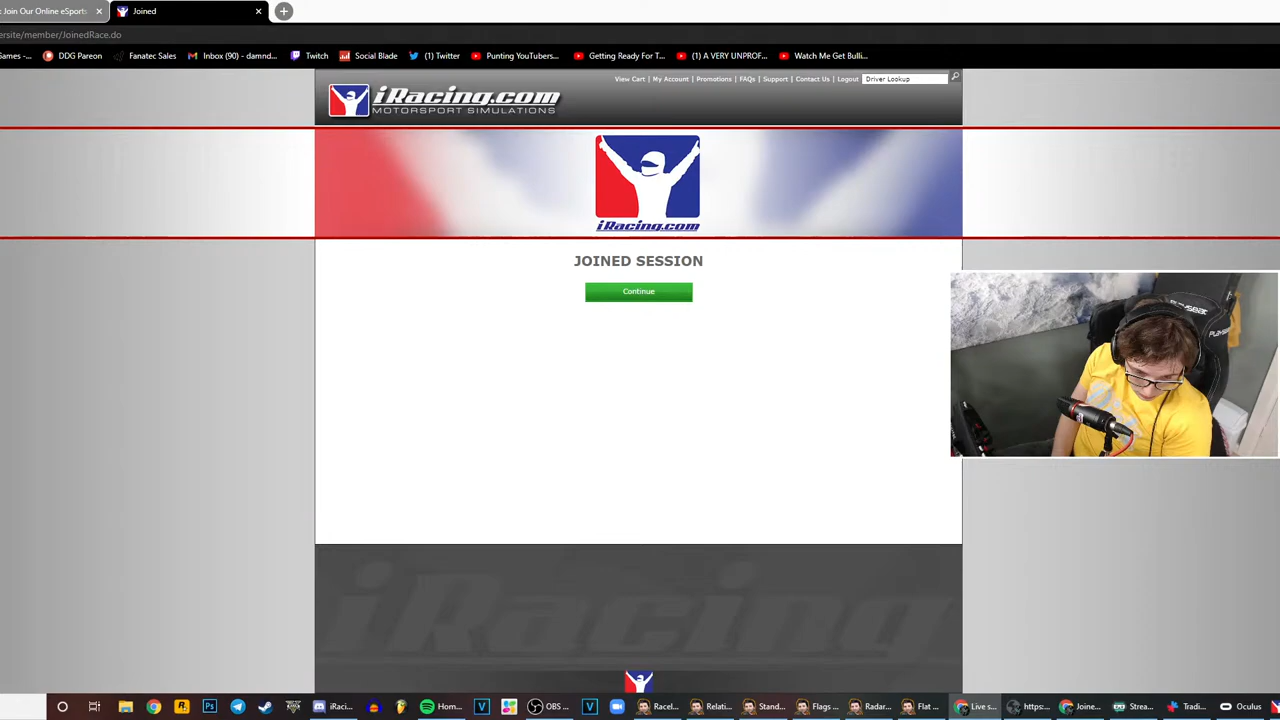 : Join Our Online eSports
Joined
ersite/member/JoinedRace.do
Games -...
DDG Pareon
Fanatec Sales
Inbox (90) - damnd...
Twitch
Social Blade
(1) Twitter
Punting YouTubers...
Getting Ready For T...
(1) A VERY UNPROF...
Watch Me Get Bulli...
View Cart | My Account | Promotions | FAQs | Support | Contact Us | Logout
Driver Lookup
iRacing.com
MOTORSPORT SIMULATIONS
iRacing.com
JOINED SESSION
Continue
iRacing
PLAYSEAT
PLAYSEAT
iRaci...
Hom...
OBS ...
Racel...
Relati...
Stand...
Flags ...
Radar...
Flat ...
Live s...
https:...
Joine...
Strea...
Tradi...
Oculus